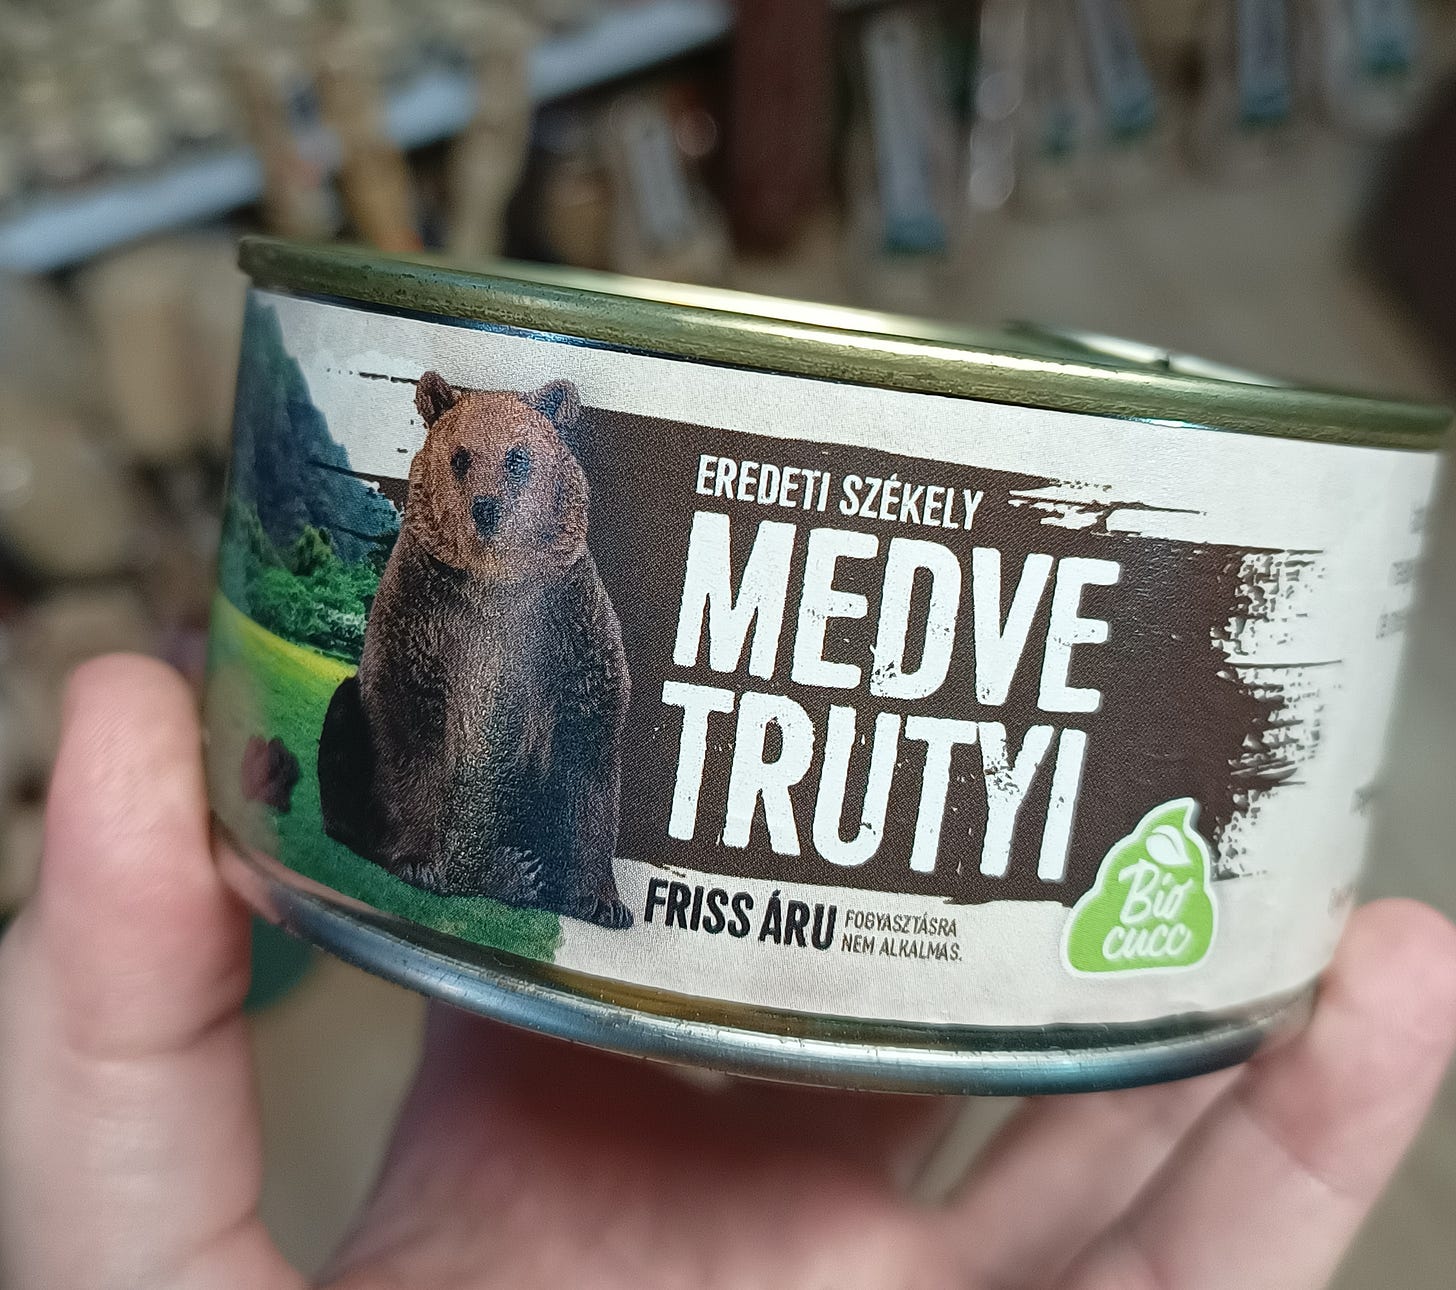 EREDETI SZÉKELY
MEDVE
TRUTYI
FRISS ÁRU
FOGYASZTÁSRA
NEM ALKALMAS.
Bio
cucc